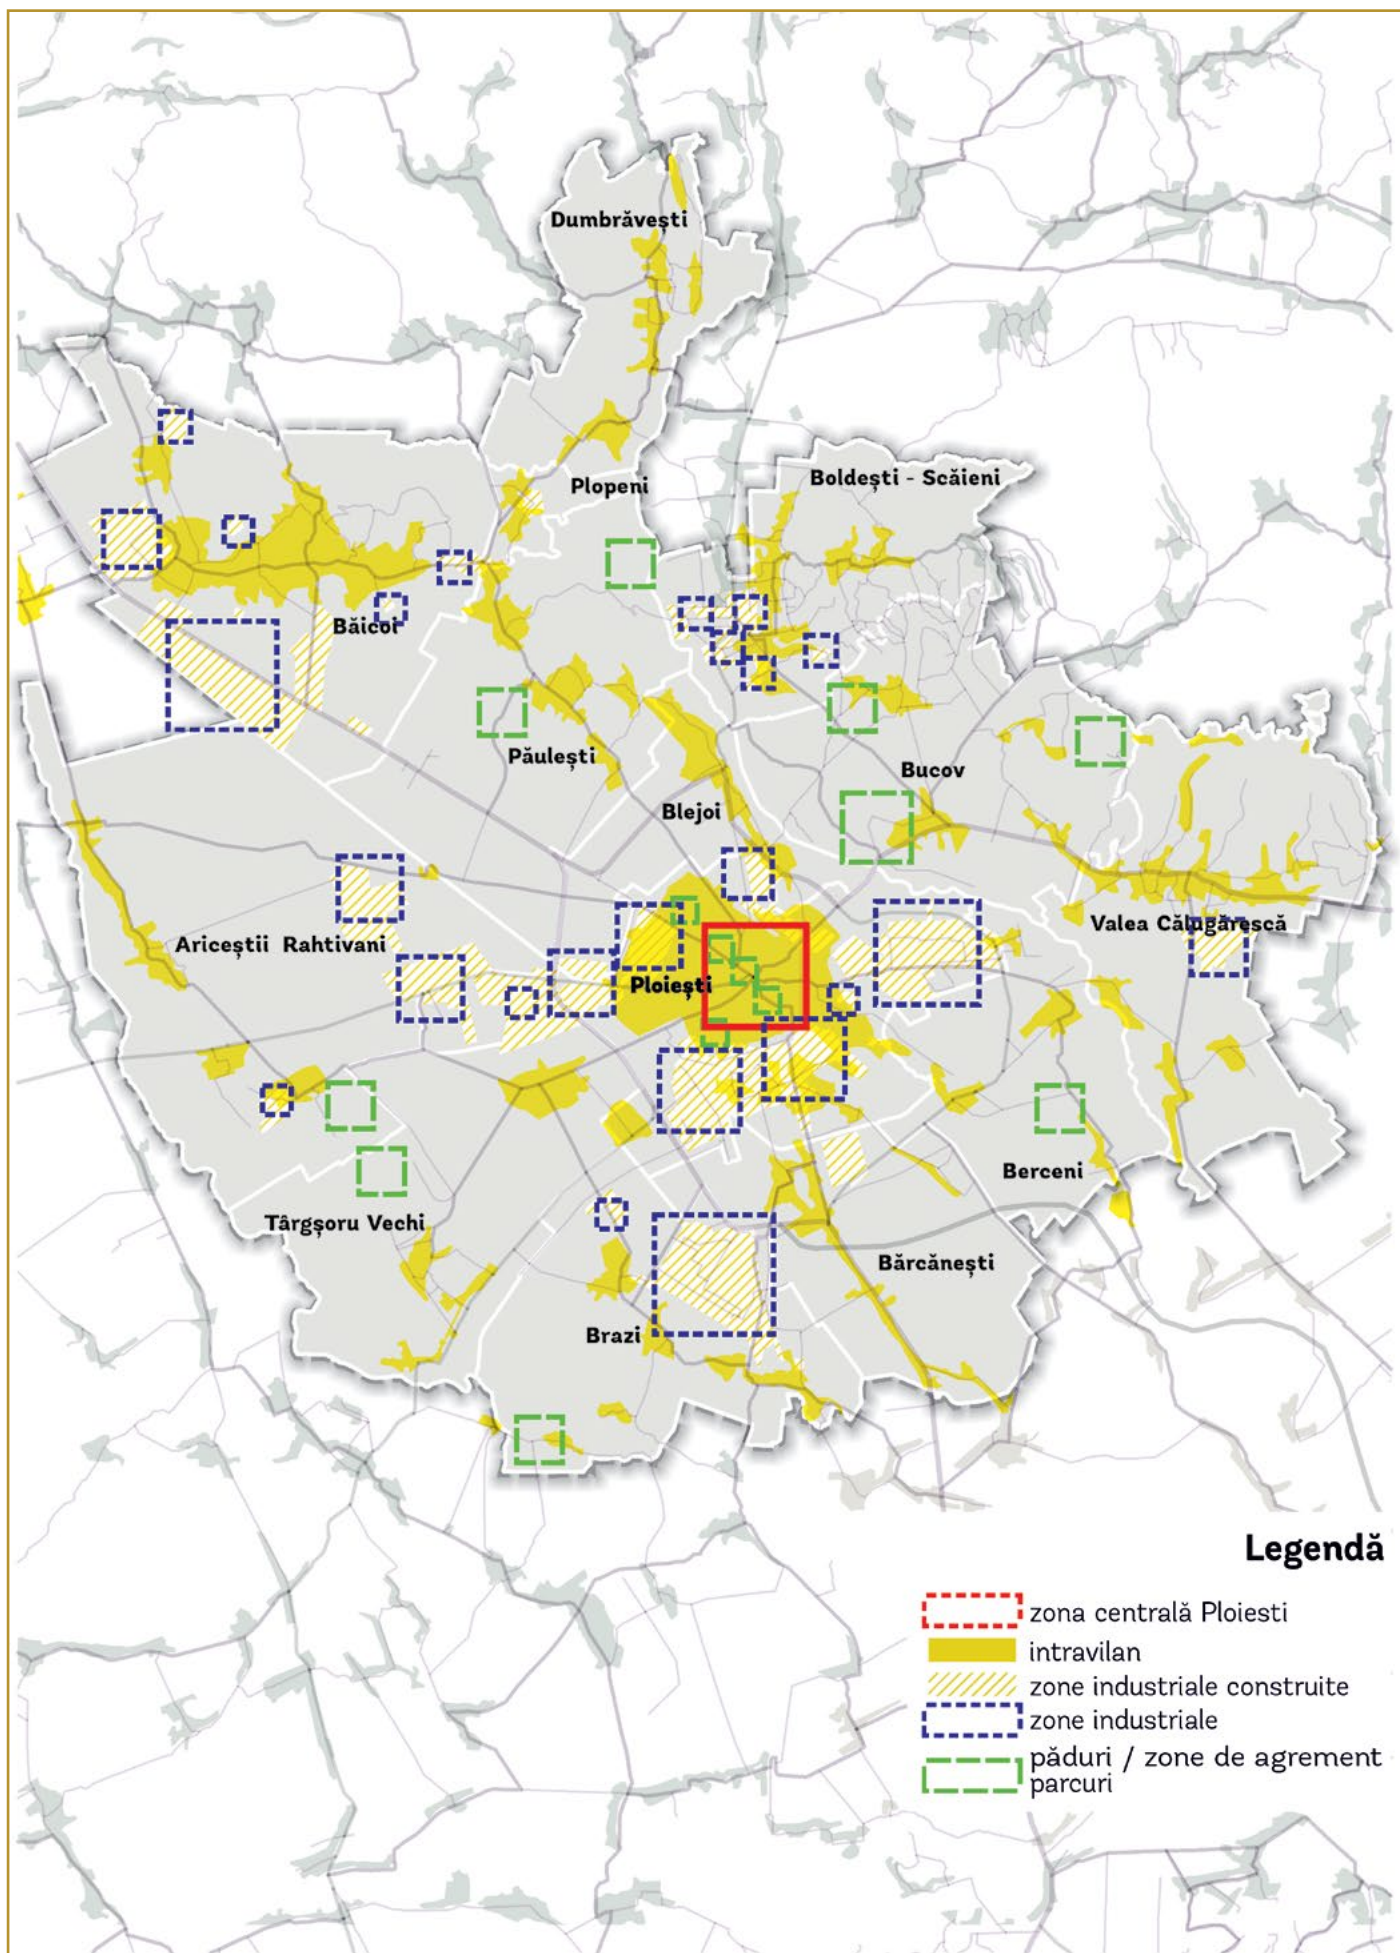 Dumbrăvești
Boldești - Scăieni
Plopeni
Băicoi
Păulești
Bucov
Blejoi
Valea Călugărescă
Ariceștii Rahtivani
Ploiești
Berceni
Târgșoru Vechi
Bărcănești
Brazi
Legendă
zona centrală Ploiesti
intravilan
zone industriale construite
zone industriale
păduri / zone de agrement
parcuri